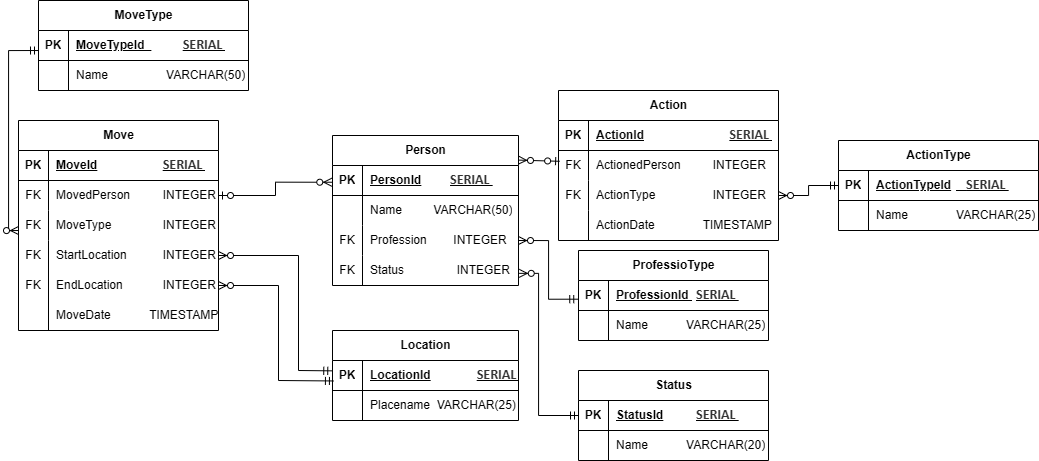 MoveType
PK MoveTypeId SERIAL
Name VARCHAR(50)
Move
PK MoveId SERIAL
FK MovedPerson INTEGER
FK MoveType INTEGER
FK StartLocation INTEGER
FK EndLocation INTEGER
MoveDate TIMESTAMP
Person
PK PersonId SERIAL
Name VARCHAR(50)
FK Profession INTEGER
FK Status INTEGER
Location
PK LocationId SERIAL
Placename VARCHAR(25)
Action
PK ActionId SERIAL
FK ActionedPerson INTEGER
FK ActionType INTEGER
ActionDate TIMESTAMP
ProfessioType
PK ProfessionId SERIAL
Name VARCHAR(25)
Status
PK StatusId SERIAL
Name VARCHAR(20)
ActionType
PK ActionTypeId SERIAL
Name VARCHAR(25)